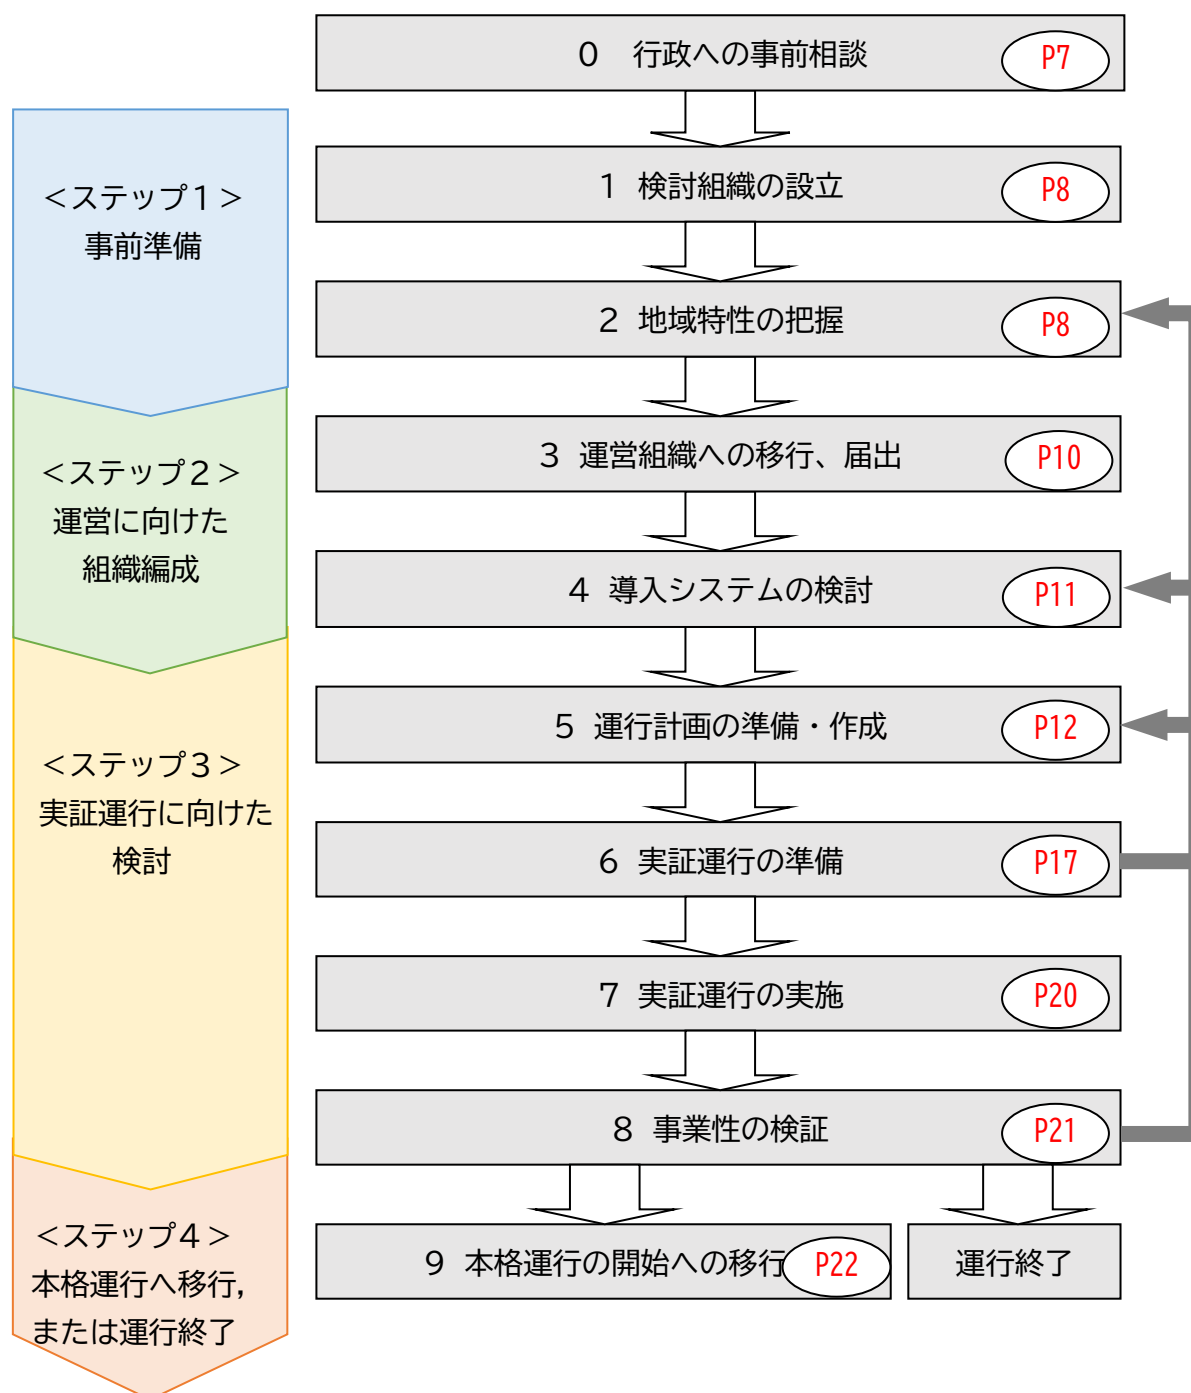 0　行政への事前相談
P7
1 検討組織の設立
P8
2 地域特性の把握
P8
3 運営組織への移行、届出
P10
4 導入システムの検討
P11
5 運行計画の準備・作成
P12
6 実証運行の準備
P17
7 実証運行の実施
P20
8 事業性の検証
P21
9 本格運行の開始への移行
P22
運行終了
＜ステップ１＞
事前準備
＜ステップ２＞
運営に向けた
組織編成
＜ステップ３＞
実証運行に向けた
検討
＜ステップ４＞
本格運行へ移行，
または運行終了